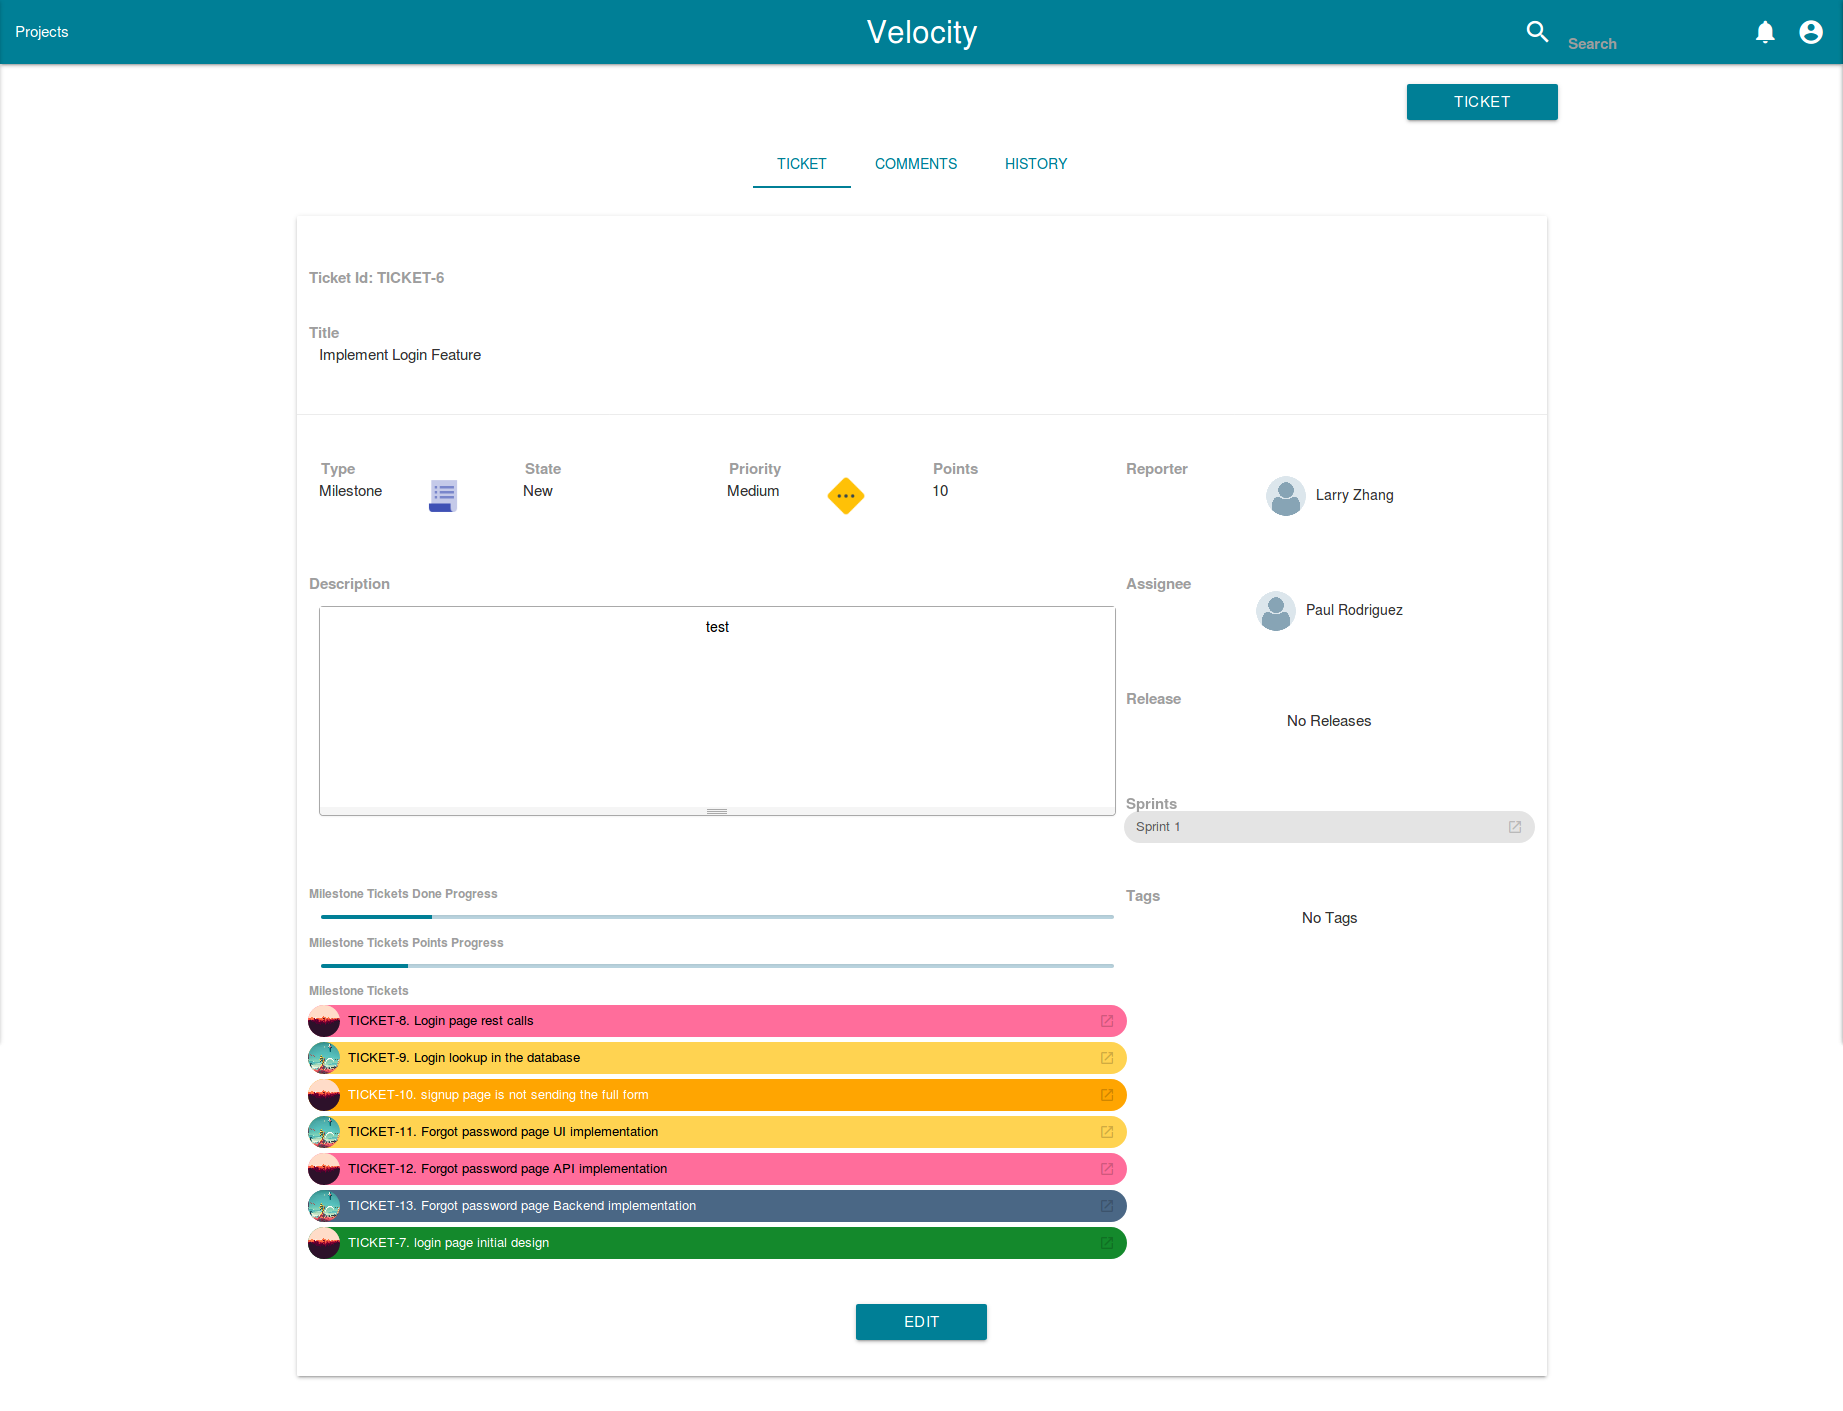 Projects
Velocity
Search
TICKET
TICKET COMMENTS HISTORY
Ticket Id: TICKET-6
Title
Implement Login Feature
Type State Priority Points Reporter
Milestone New Medium 10 Larry Zhang
Description Assignee
test
Paul Rodriguez
Release
No Releases
Sprints
Sprint 1
Milestone Tickets Done Progress
Tags
No Tags
Milestone Tickets Points Progress
Milestone Tickets
TICKET-8. Login page rest calls
TICKET-9. Login lookup in the database
TICKET-10. signup page is not sending the full form
TICKET-11. Forgot password page UI implementation
TICKET-12. Forgot password page API implementation
TICKET-13. Forgot password page Backend implementation
TICKET-7. login page initial design
EDIT